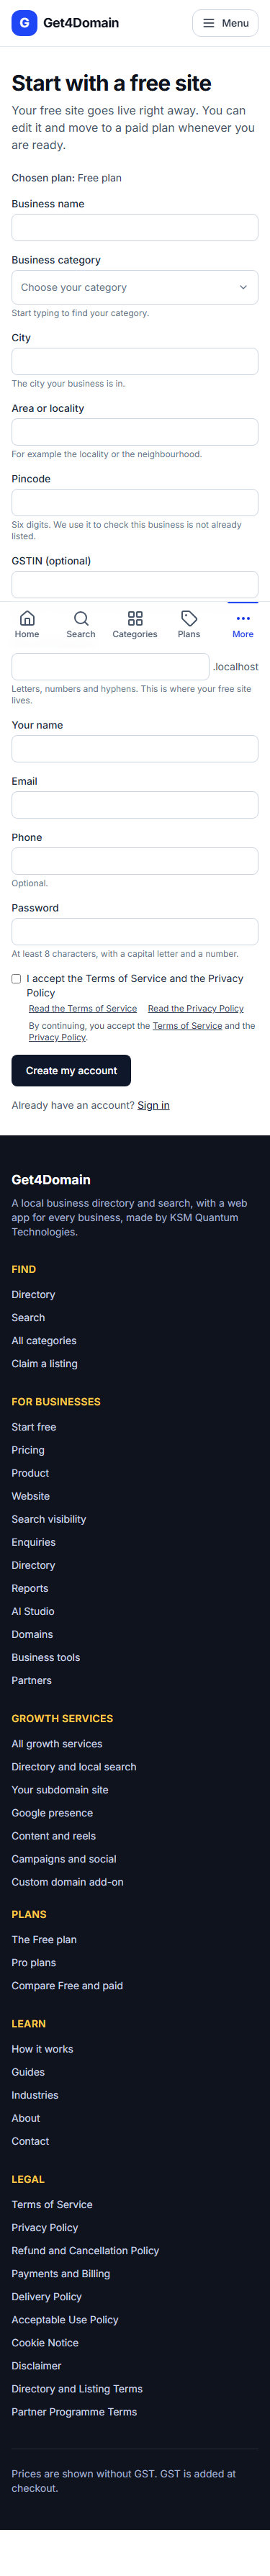 G Get4Domain
Menu
Start with a free site
Your free site goes live right away. You can
edit it and move to a paid plan whenever you
are ready.
Chosen plan: Free plan
Business name
Business category
Choose your category
Start typing to find your category.
City
The city your business is in.
Area or locality
For example the locality or the neighbourhood.
Pincode
Six digits. We use it to check this business is not already
listed.
GSTIN (optional)
Home
Search
Categories
Plans
More
.localhost
Letters, numbers and hyphens. This is where your free site
lives.
Your name
Email
Phone
Optional.
Password
At least 8 characters, with a capital letter and a number.
I accept the Terms of Service and the Privacy
Policy
Read the Terms of Service Read the Privacy Policy
By continuing, you accept the Terms of Service and the
Privacy Policy.
Create my account
Already have an account? Sign in
Get4Domain
A local business directory and search, with a web
app for every business, made by KSM Quantum
Technologies.
FIND
Directory
Search
All categories
Claim a listing
FOR BUSINESSES
Start free
Pricing
Product
Website
Search visibility
Enquiries
Directory
Reports
AI Studio
Domains
Business tools
Partners
GROWTH SERVICES
All growth services
Directory and local search
Your subdomain site
Google presence
Content and reels
Campaigns and social
Custom domain add-on
PLANS
The Free plan
Pro plans
Compare Free and paid
LEARN
How it works
Guides
Industries
About
Contact
LEGAL
Terms of Service
Privacy Policy
Refund and Cancellation Policy
Payments and Billing
Delivery Policy
Acceptable Use Policy
Cookie Notice
Disclaimer
Directory and Listing Terms
Partner Programme Terms
Prices are shown without GST. GST is added at
checkout.